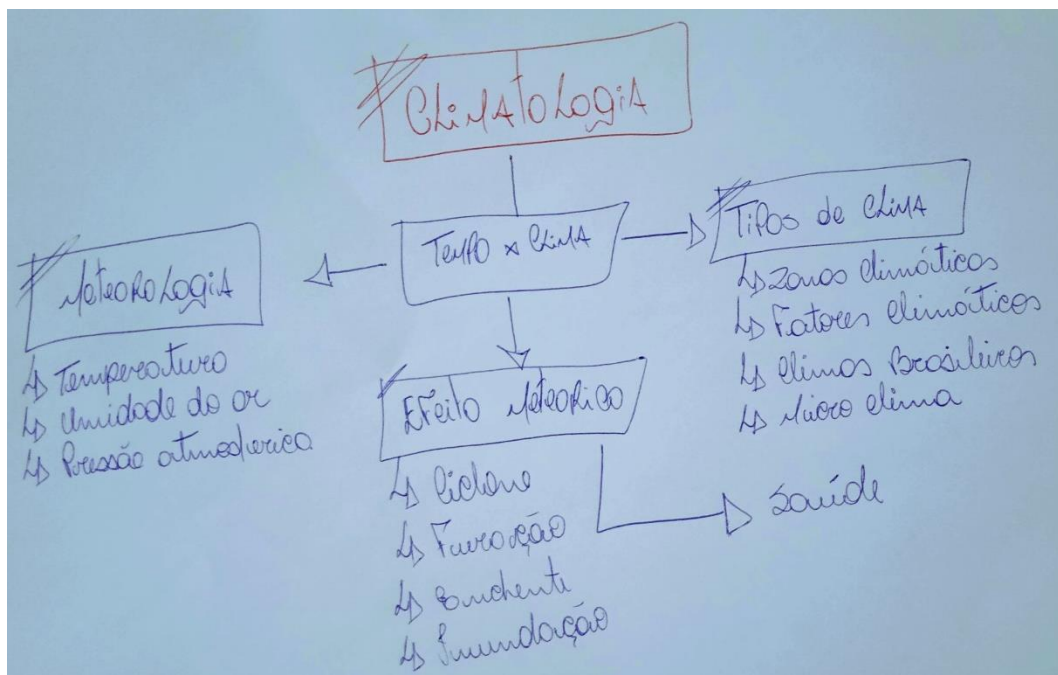 CLIMATOLOGIA
TEMPO x CLIMA
METEOROLOGIA
Temperatura
Umidade do ar
Pressão atmosférica
TIPOS de CLIMA
Zonas Climáticas
Fatores Climáticos
Climas Brasileiros
Micro clima
EFEITO METEORICO
Ciclone
Furacão
Enchente
Inundação
Saúde